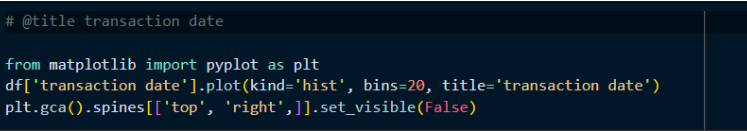 # @title transaction date
from matplotlib import pyplot as plt
df['transaction date'].plot(kind='hist', bins=20, title='transaction date')
plt.gca().spines[['top', 'right',]].set_visible(False)